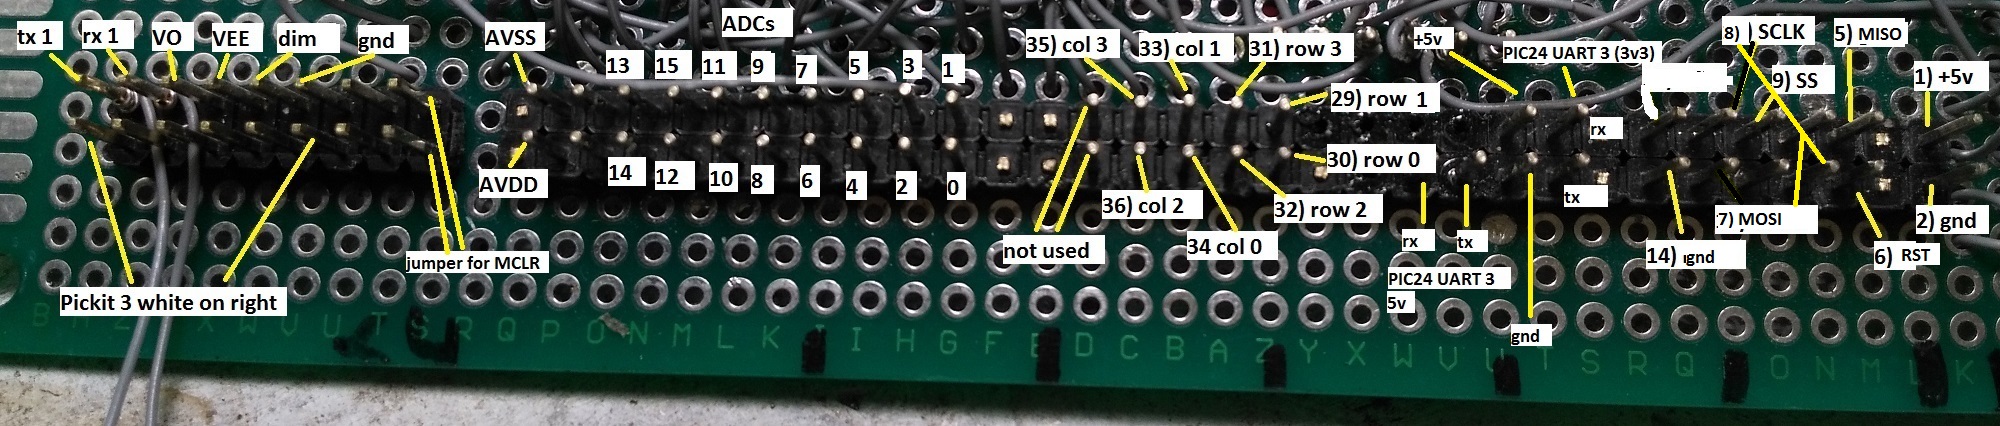 ADCs
tx 1 rx 1 VO VEE dim gnd AVSS
13 15 11 9 7 5 3 1
35) col 3 33) col 1 31) row 3
+5v PIC24 UART 3 (3v3)
8) SCLK 5) MISO
9) SS 1) +5v
29) row 1
rx
30) row 0
AVDD 14 12 10 8 6 4 2 0
tx
36) col 2 32) row 2
7) MOSI 2) gnd
not used 34 col 0 rx tx
14) gnd 6) RST
jumper for MCLR
PIC24 UART 3
5v
Pickit 3 white on right
gnd
W V U T S R Q P O N M L K I H G F E D C B A Z Y X W V U T S R Q O N M L K